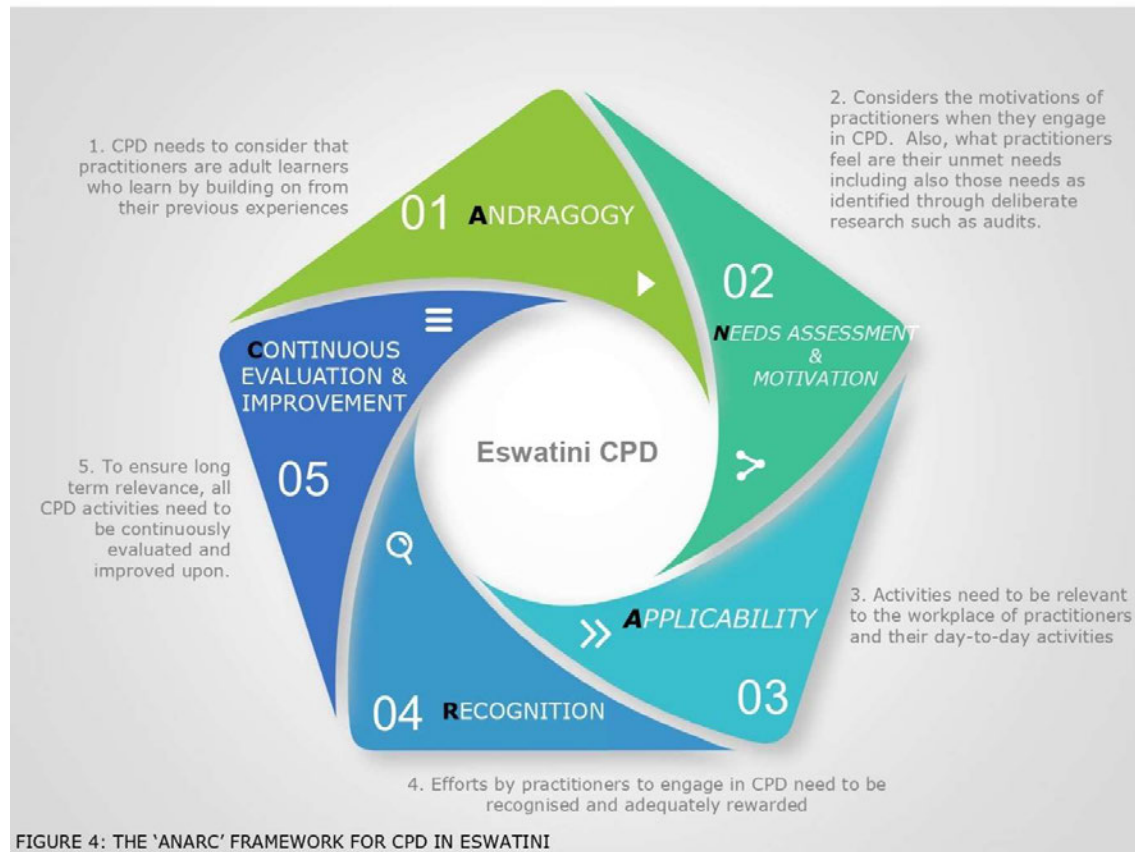 1. CPD needs to consider that
practitioners are adult learners
who learn by building on from
their previous experiences
01 ANDRAGOGY
2. Considers the motivations of
practitioners when they engage
in CPD.  Also, what practitioners
feel are their unmet needs
including also those needs as
identified through deliberate
research such as audits.
02
NEEDS ASSESSMENT
&
MOTIVATION
Eswatini CPD
3. Activities need to be relevant
to the workplace of practitioners
and their day-to-day activities
APPLICABILITY
03
04 RECOGNITION
4. Efforts by practitioners to engage in CPD need to be
recognised and adequately rewarded
CONTINUOUS
EVALUATION &
IMPROVEMENT
05
5. To ensure long
term relevance, all
CPD activities need to
be continuously
evaluated and
improved upon.
FIGURE 4: THE ‘ANARC’ FRAMEWORK FOR CPD IN ESWATINI